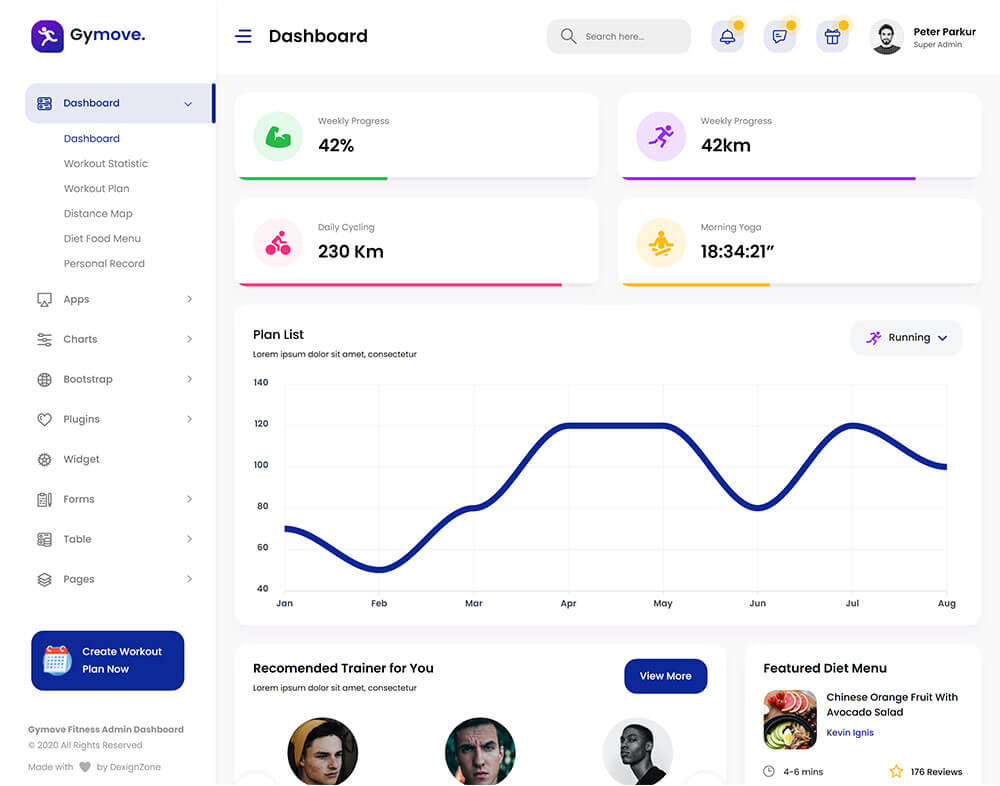 Gymove.
Dashboard
Search here...
Peter Parkur
Super Admin
Dashboard
Dashboard
Workout Statistic
Workout Plan
Distance Map
Diet Food Menu
Personal Record
Apps
Charts
Bootstrap
Plugins
Widget
Forms
Table
Pages
Create Workout
Plan Now
Gymove Fitness Admin Dashboard
© 2020 All Rights Reserved
Made with by DexignZone
Weekly Progress
42%
Weekly Progress
42km
Daily Cycling
230 Km
Morning Yoga
18:34:21”
Plan List
Lorem ipsum dolor sit amet, consectetur
Running
140
120
100
80
60
40
Jan Feb Mar Apr May Jun Jul Aug
Recomended Trainer for You
Lorem ipsum dolor sit amet, consectetur
View More
Featured Diet Menu
Chinese Orange Fruit With
Avocado Salad
Kevin Ignis
4-6 mins
176 Reviews